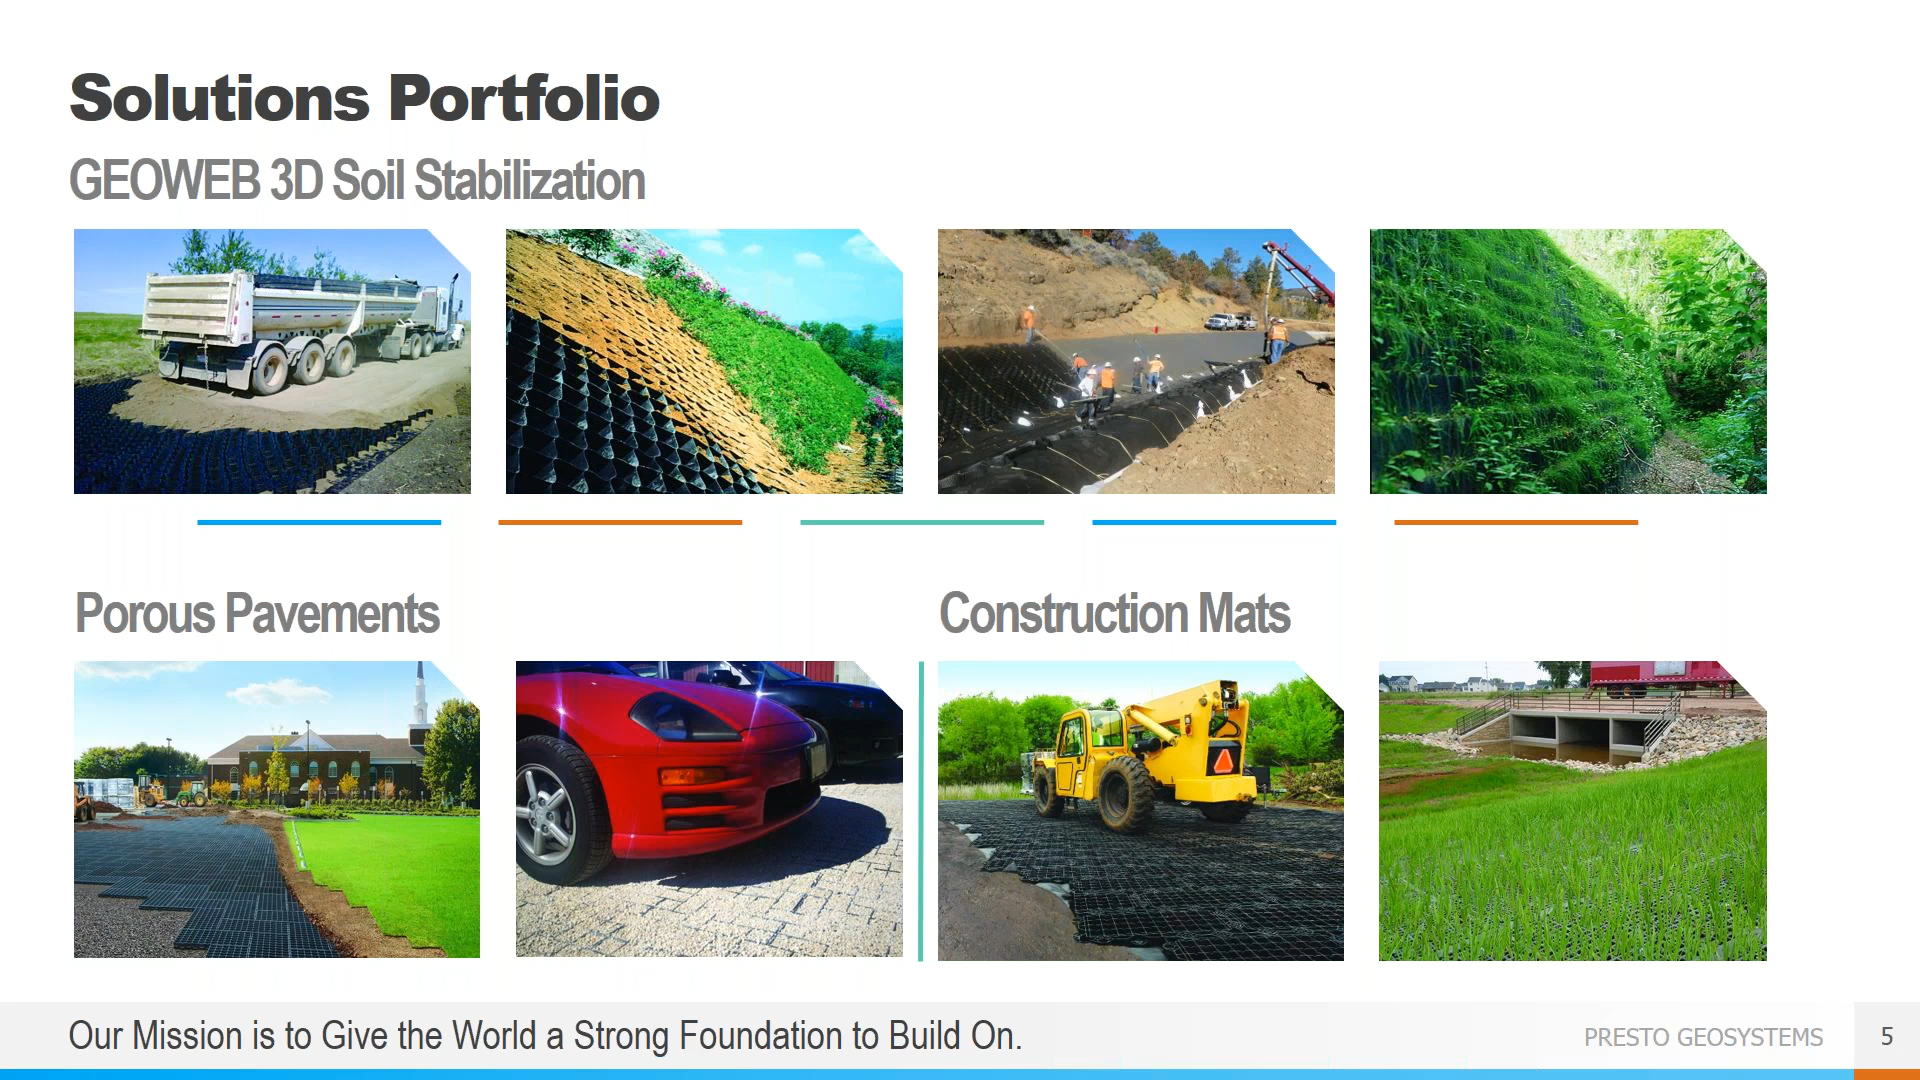 Solutions Portfolio
GEOWEB 3D Soil Stabilization
Porous Pavements
Construction Mats
Our Mission is to Give the World a Strong Foundation to Build On.
PRESTO GEOSYSTEMS
5